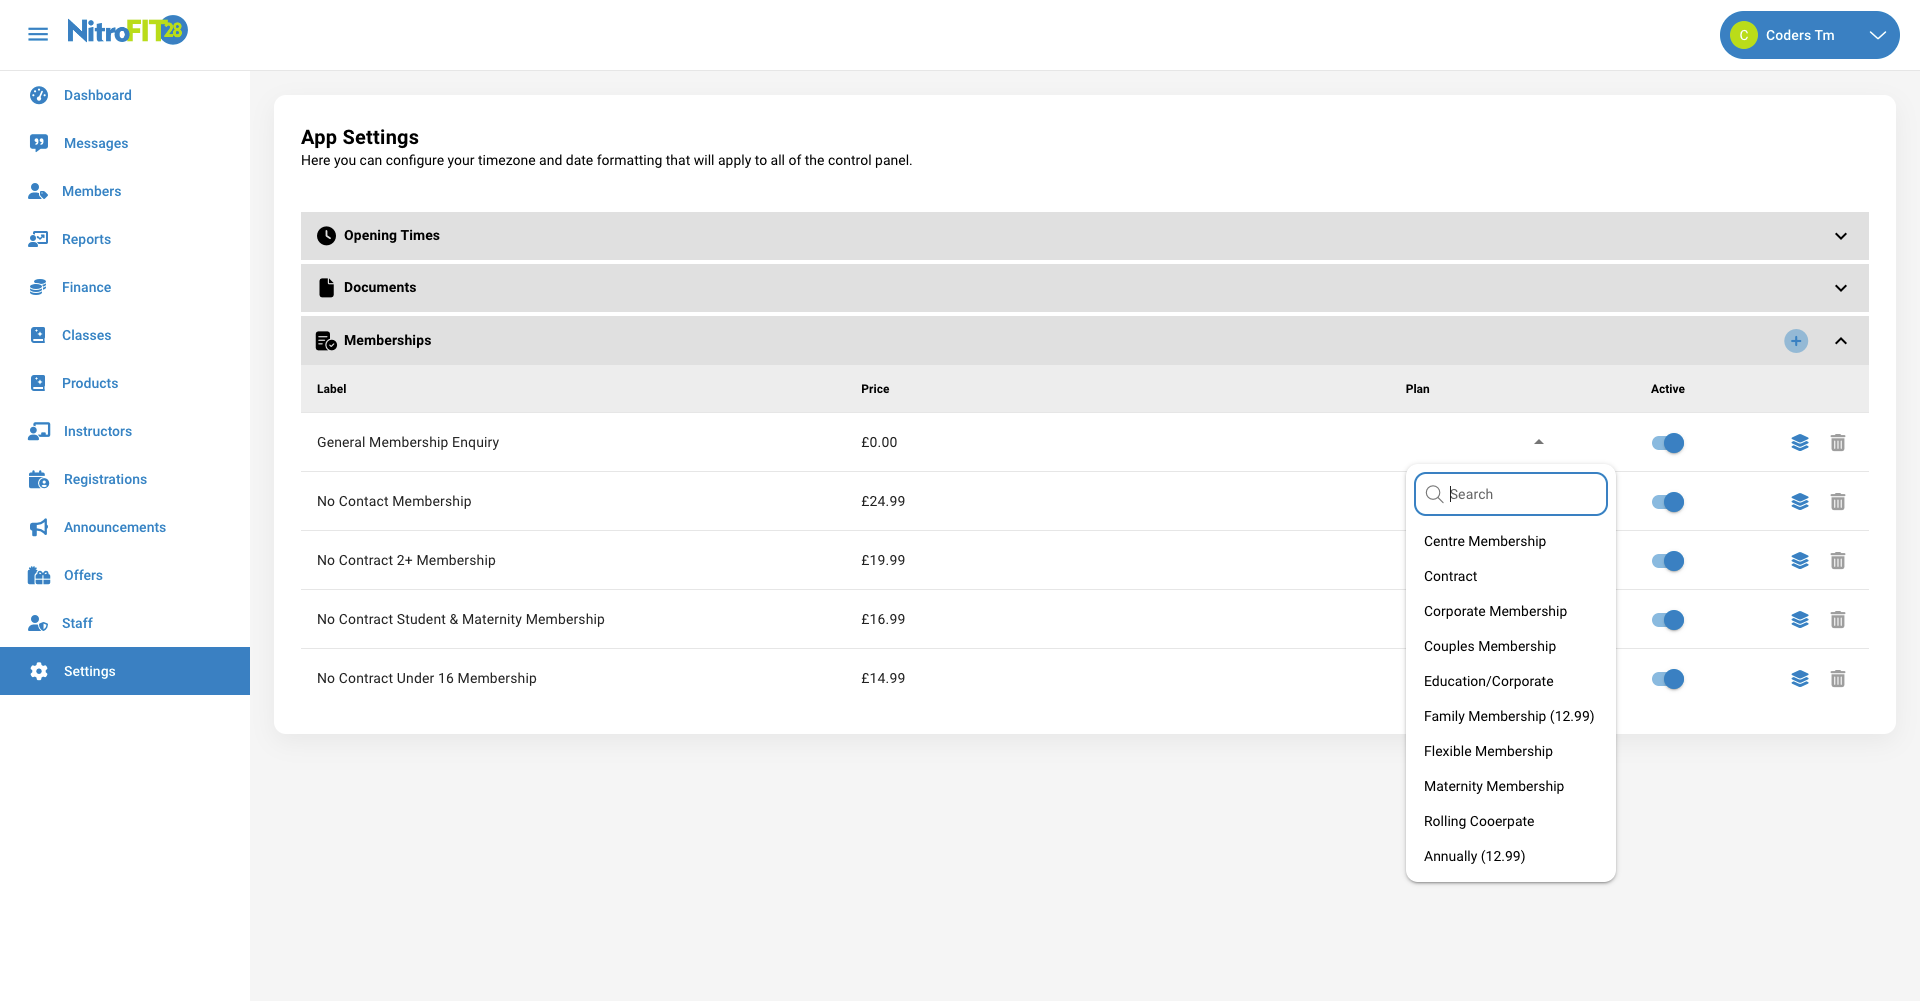 NitroFIT28
C Coders Tm
Dashboard
Messages
Members
Reports
Finance
Classes
Products
Instructors
Registrations
Announcements
Offers
Staff
Settings
App Settings
Here you can configure your timezone and date formatting that will apply to all of the control panel.
Opening Times
Documents
Memberships
Label Price Plan Active
General Membership Enquiry £0.00
No Contact Membership £24.99
No Contract 2+ Membership £19.99
No Contract Student & Maternity Membership £16.99
No Contract Under 16 Membership £14.99
Search
Centre Membership
Contract
Corporate Membership
Couples Membership
Education/Corporate
Family Membership (12.99)
Flexible Membership
Maternity Membership
Rolling Cooerpate
Annually (12.99)